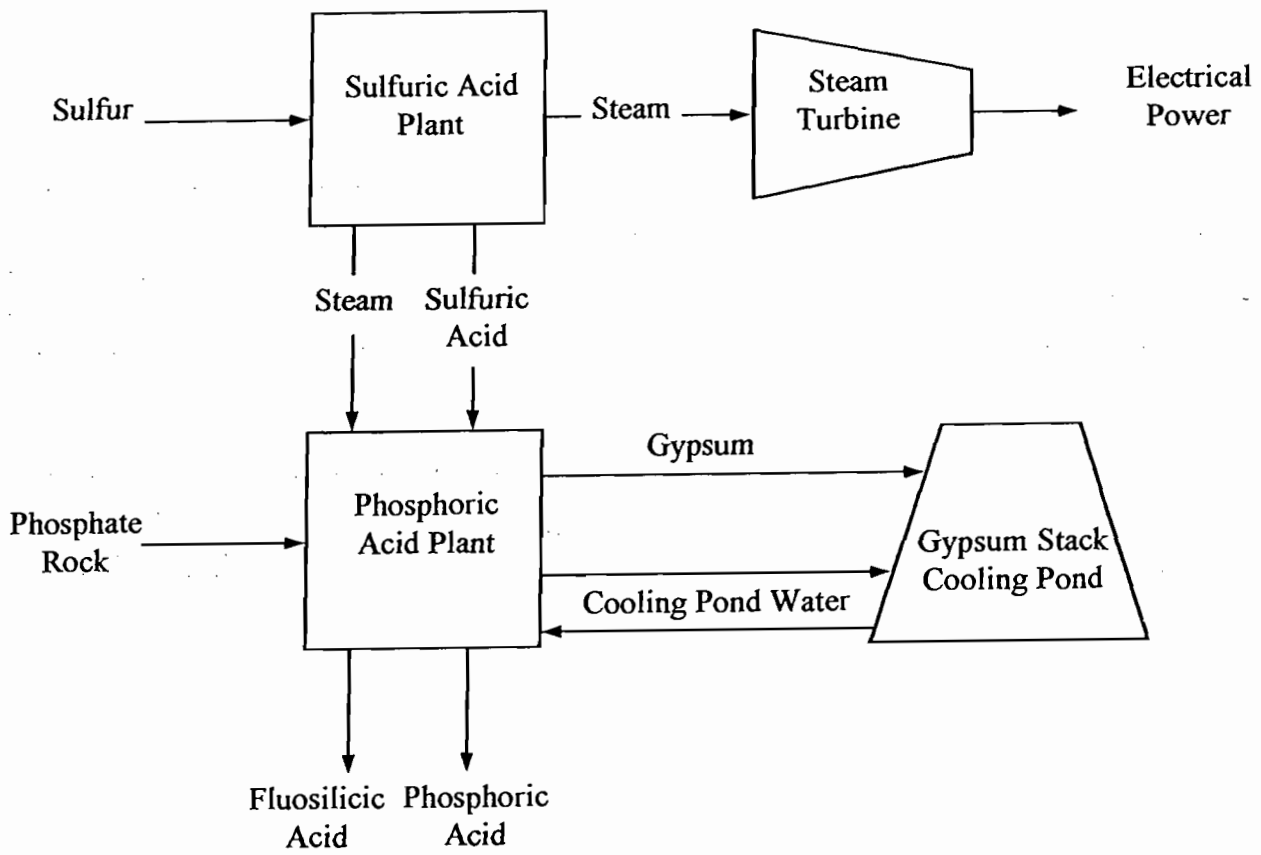 Sulfur
Sulfuric Acid
Plant
Steam
Steam
Turbine
Electrical
Power
Steam
Sulfuric
Acid
Phosphate
Rock
Phosphoric
Acid Plant
Gypsum
Cooling Pond Water
Gypsum Stack
Cooling Pond
Fluosilicic
Acid
Phosphoric
Acid